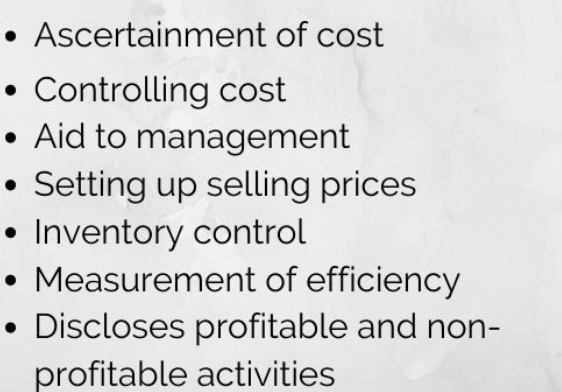 • Ascertainment of cost
• Controlling cost
• Aid to management
• Setting up selling prices
• Inventory control
• Measurement of efficiency
• Discloses profitable and non-
profitable activities